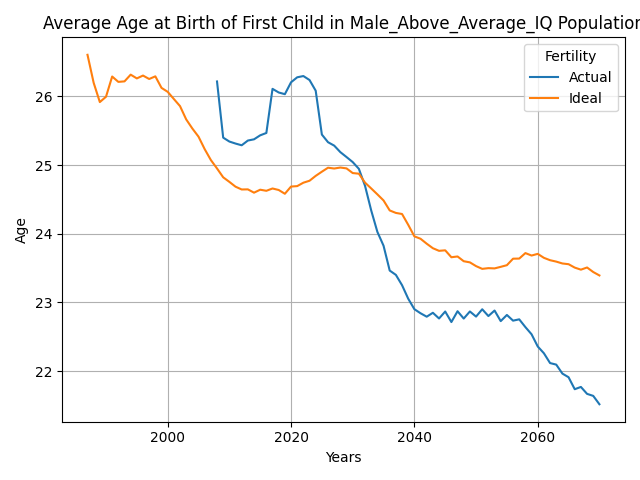 Average Age at Birth of First Child in Male_Above_Average_IQ Population
Fertility
Actual
Ideal
26
25
24
23
22
Age
2000
2020
2040
2060
Years